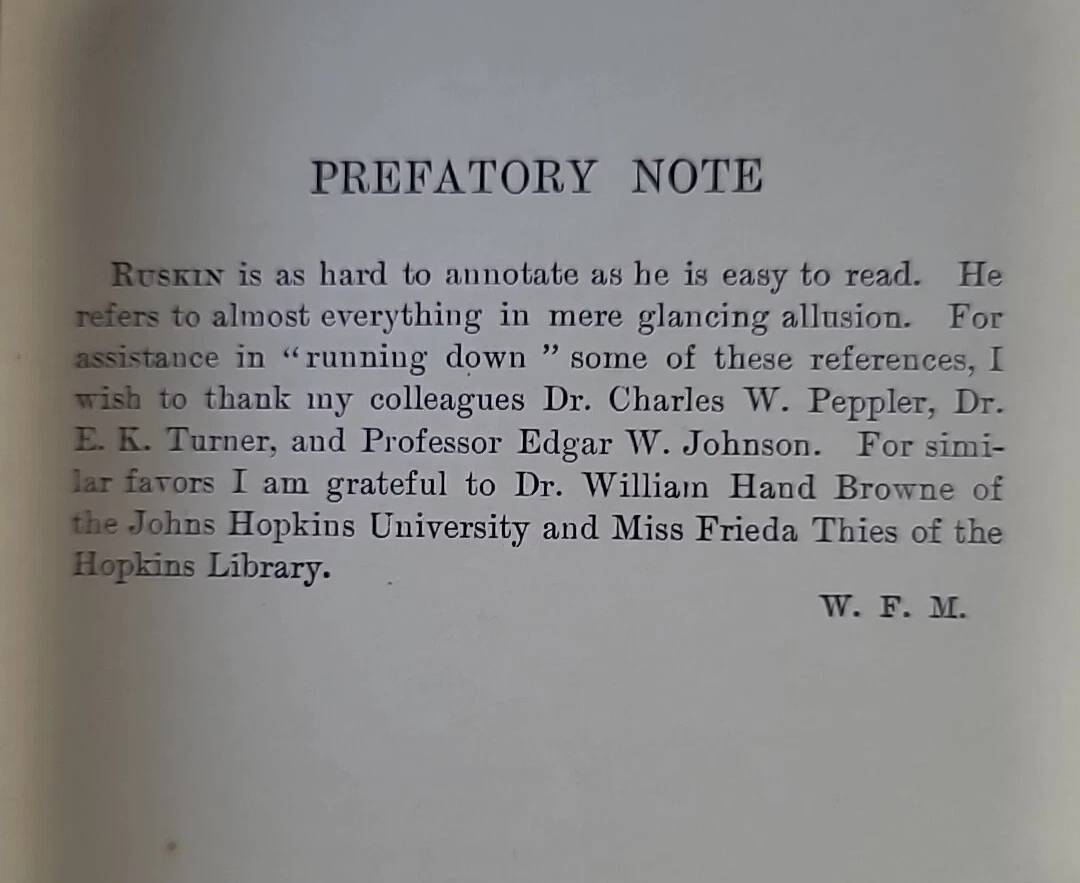 PREFATORY NOTE
RUSKIN is as hard to annotate as he is easy to read. He
refers to almost everything in mere glancing allusion. For
assistance in “running down ” some of these references, I
wish to thank my colleagues Dr. Charles W. Peppler, Dr.
E. K. Turner, and Professor Edgar W. Johnson. For simi-
lar favors I am grateful to Dr. William Hand Browne of
the Johns Hopkins University and Miss Frieda Thies of the
Hopkins Library.
W. F. M.